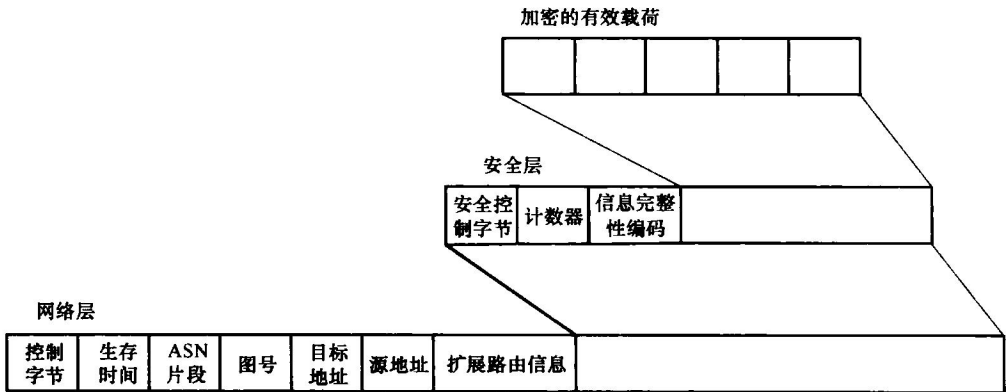 加密的有效载荷
安全层
安全控
制字节
计数器
信息完整
性编码
网络层
控制
字节
生存
时间
ASN
片段
图号
目标
地址
源地址
扩展路由信息